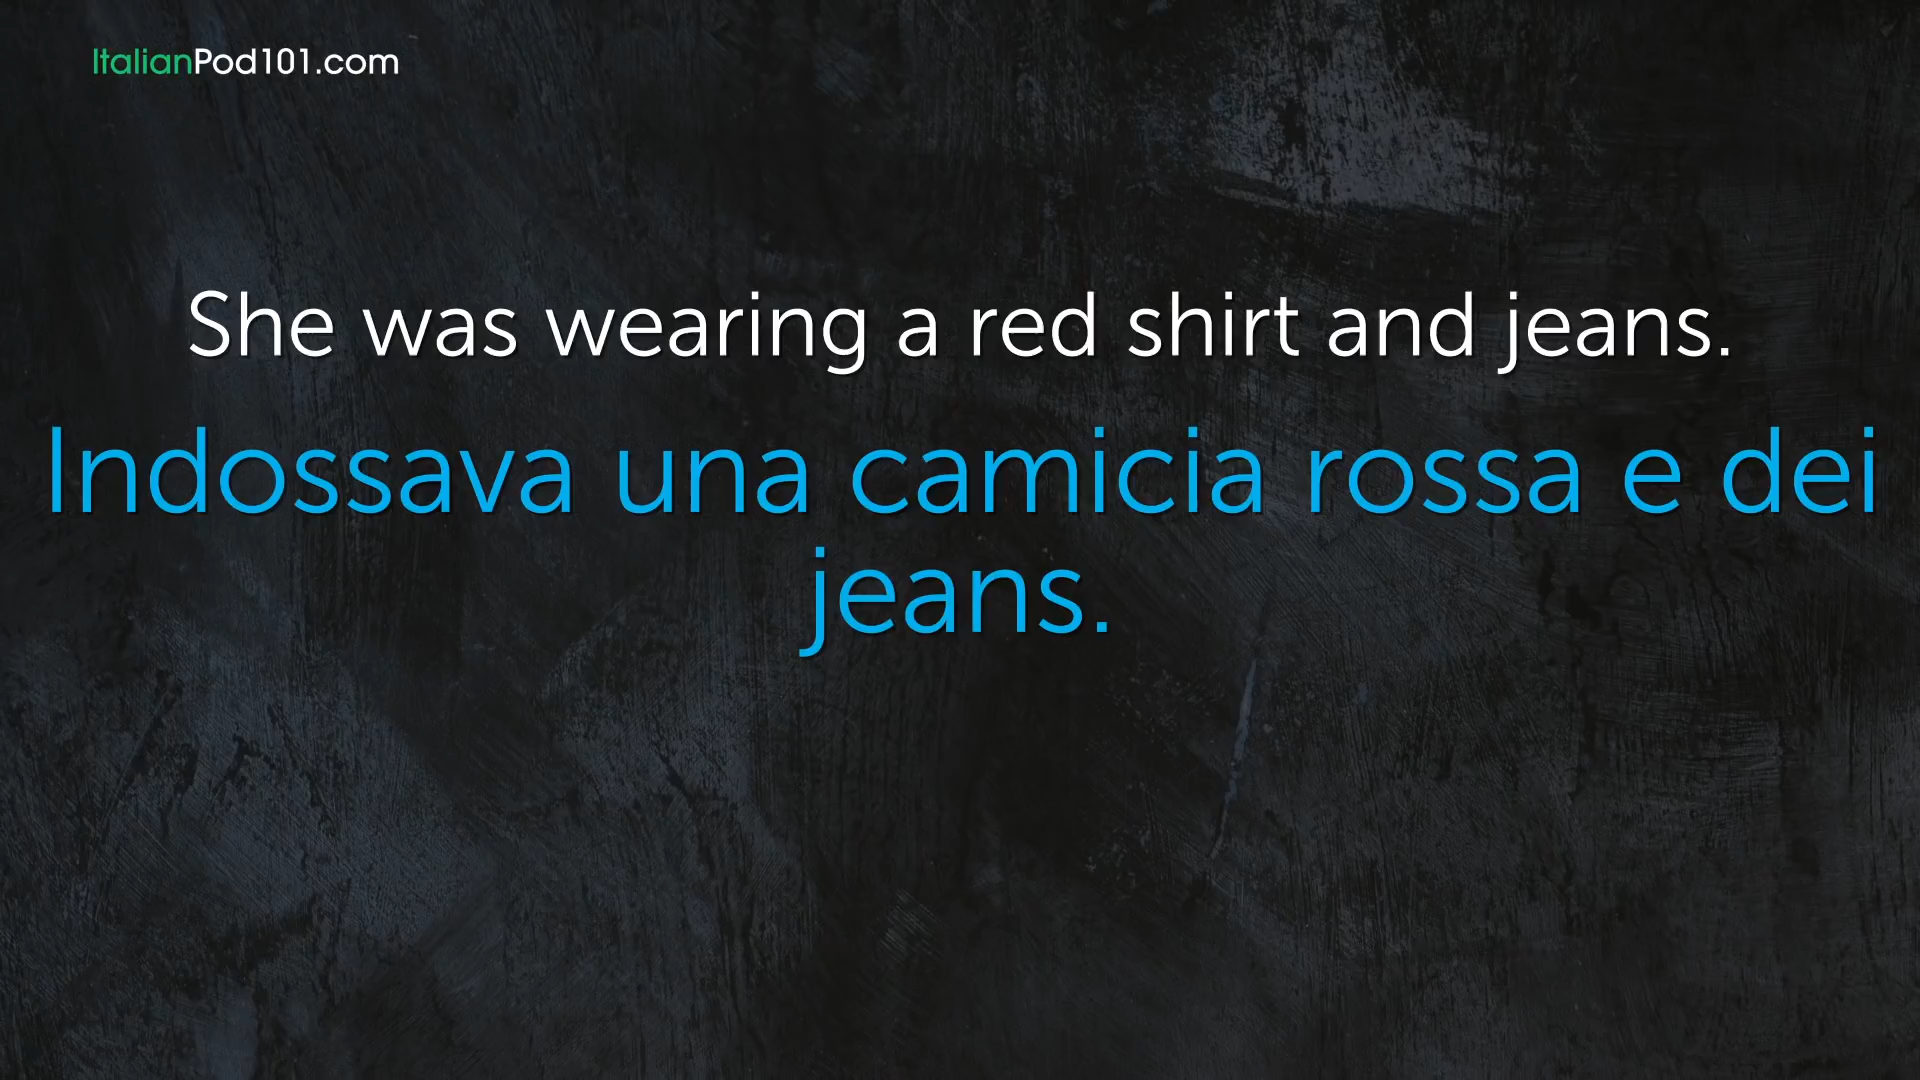 ItalianPod101.com
She was wearing a red shirt and jeans.
Indossava una camicia rossa e dei
jeans.